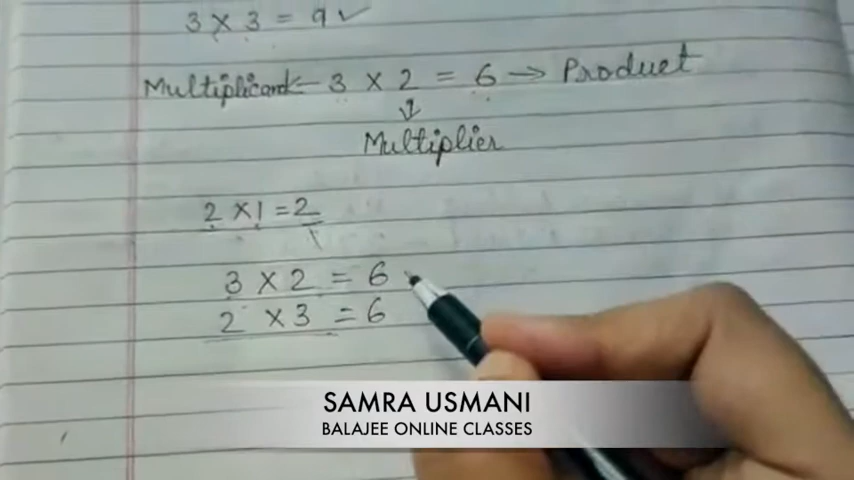 3 × 3 = 9 ✓
Multiplicand - 3 × 2 = 6 → Product
↓
Multiplier
2 × 1 = 2
3 × 2 = 6
2 × 3 = 6
SAMRA USMANI
BALAJEE ONLINE CLASSES